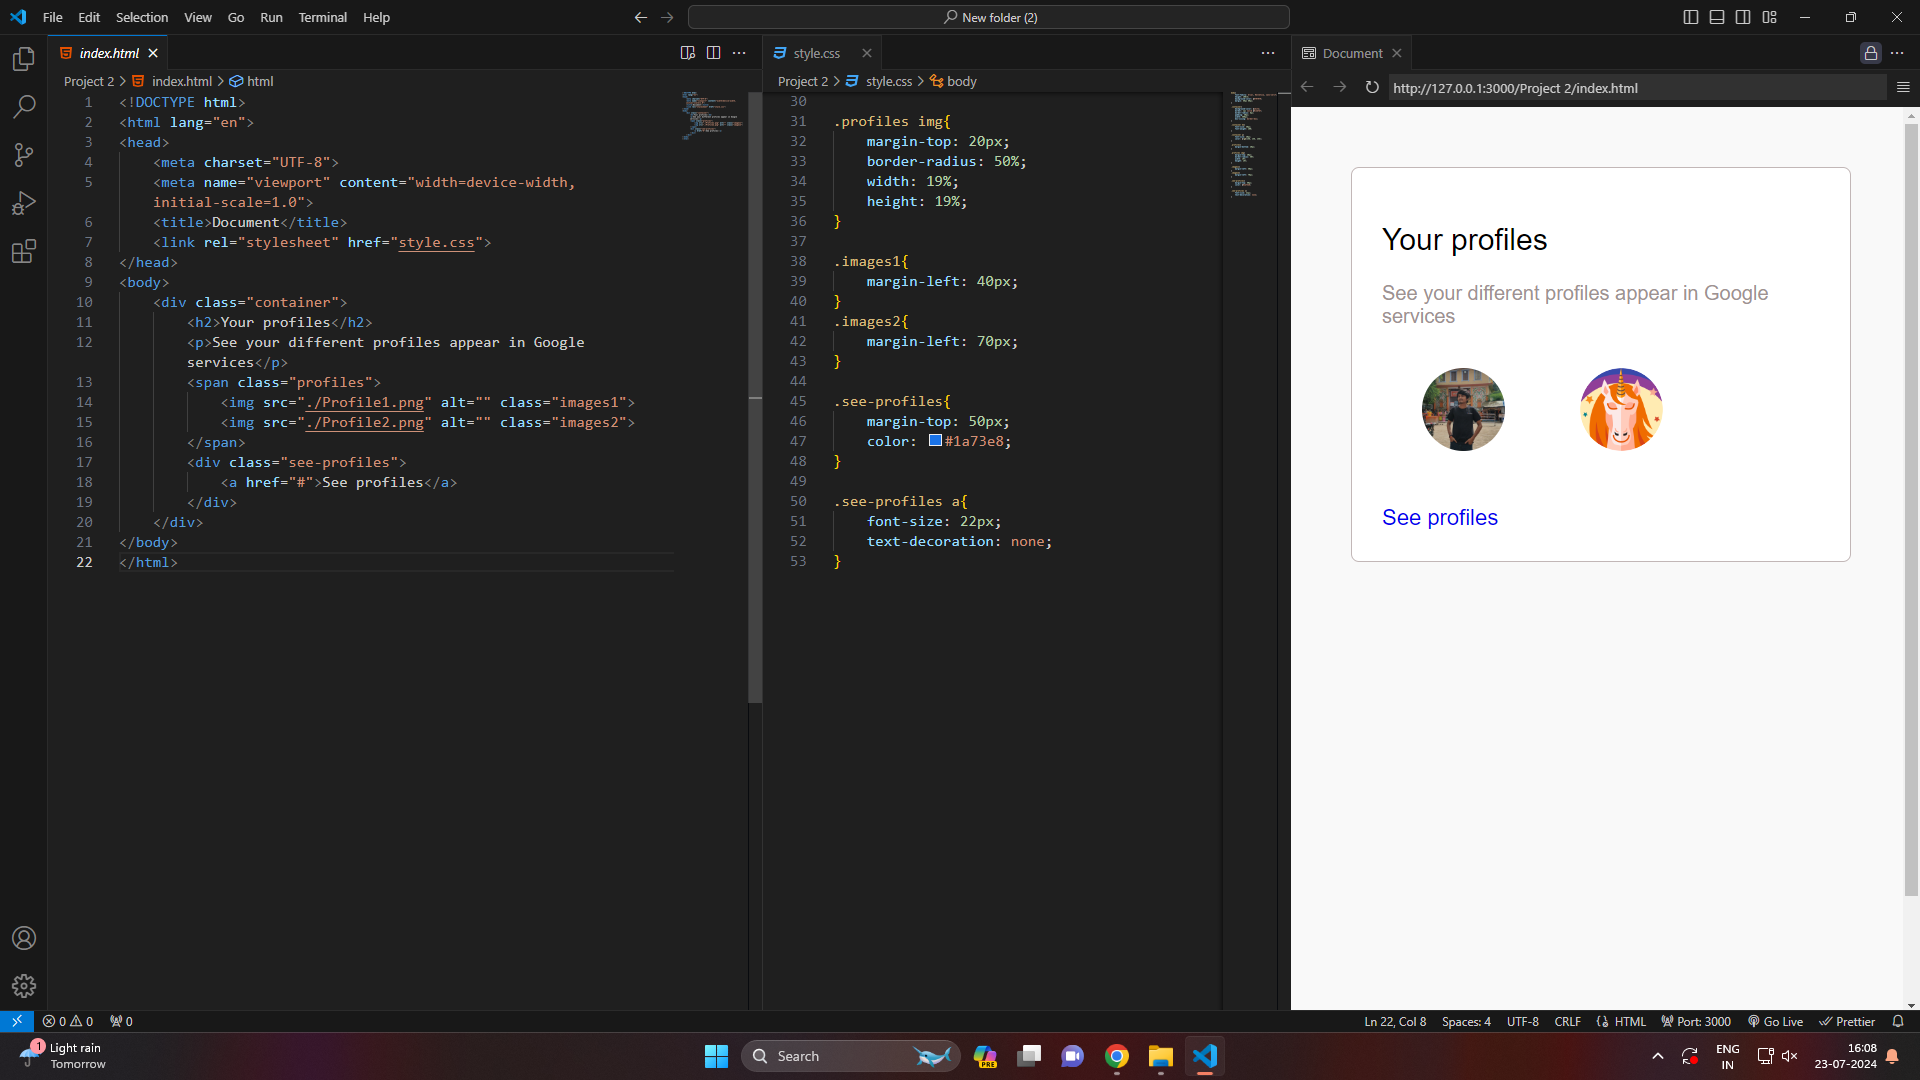 File Edit Selection View Go Run Terminal Help
New folder (2)
index.html
Project 2 > index.html > html
1 <!DOCTYPE html>
2 <html lang="en">
3 <head>
4 <meta charset="UTF-8">
5 <meta name="viewport" content="width=device-width,
initial-scale=1.0">
6 <title>Document</title>
7 <link rel="stylesheet" href="style.css">
8 </head>
9 <body>
10 <div class="container">
11 <h2>Your profiles</h2>
12 <p>See your different profiles appear in Google
services</p>
13 <span class="profiles">
14 <img src="./Profile1.png" alt="" class="images1">
15 <img src="./Profile2.png" alt="" class="images2">
16 </span>
17 <div class="see-profiles">
18 <a href="#">See profiles</a>
19 </div>
20 </div>
21 </body>
22 </html>
style.css
Project 2 > style.css > body
30
31 .profiles img{
32 margin-top: 20px;
33 border-radius: 50%;
34 width: 19%;
35 height: 19%;
36 }
37
38 .images1{
39 margin-left: 40px;
40 }
41 .images2{
42 margin-left: 70px;
43 }
44
45 .see-profiles{
46 margin-top: 50px;
47 color: #1a73e8;
48 }
49
50 .see-profiles a{
51 font-size: 22px;
52 text-decoration: none;
53 }
Document
http://127.0.0.1:3000/Project 2/index.html
Your profiles
See your different profiles appear in Google
services
See profiles
0 0 0
Ln 22, Col 8 Spaces: 4 UTF-8 CRLF HTML Port: 3000 Go Live Prettier
1 Light rain
Tomorrow
Search
PRE
ENG
IN
16:08
23-07-2024